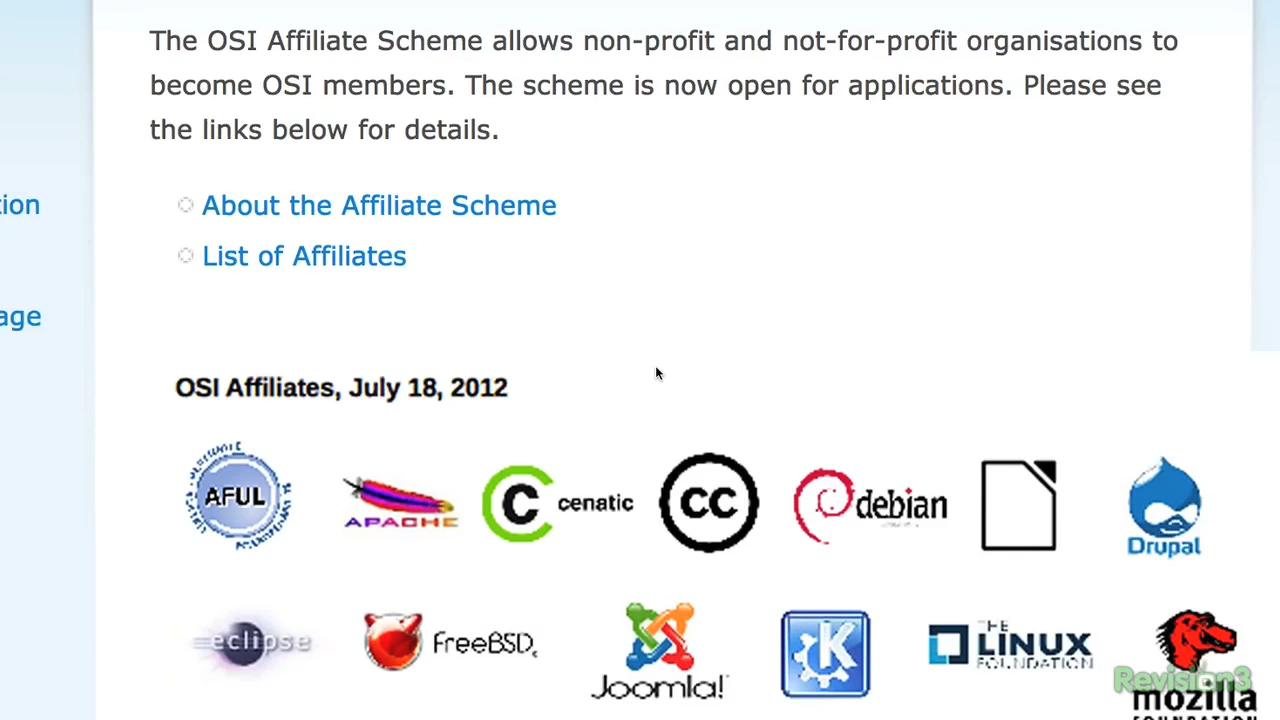 The OSI Affiliate Scheme allows non-profit and not-for-profit organisations to
become OSI members. The scheme is now open for applications. Please see
the links below for details.
tion
About the Affiliate Scheme
List of Affiliates
age
OSI Affiliates, July 18, 2012
AFUL
APACHE
cenatic
cc
debian
Drupal
eclipse
FreeBSD
Joomla!
K
THE
LINUX
FOUNDATION
Revision3
mozilla
FOUNDATION